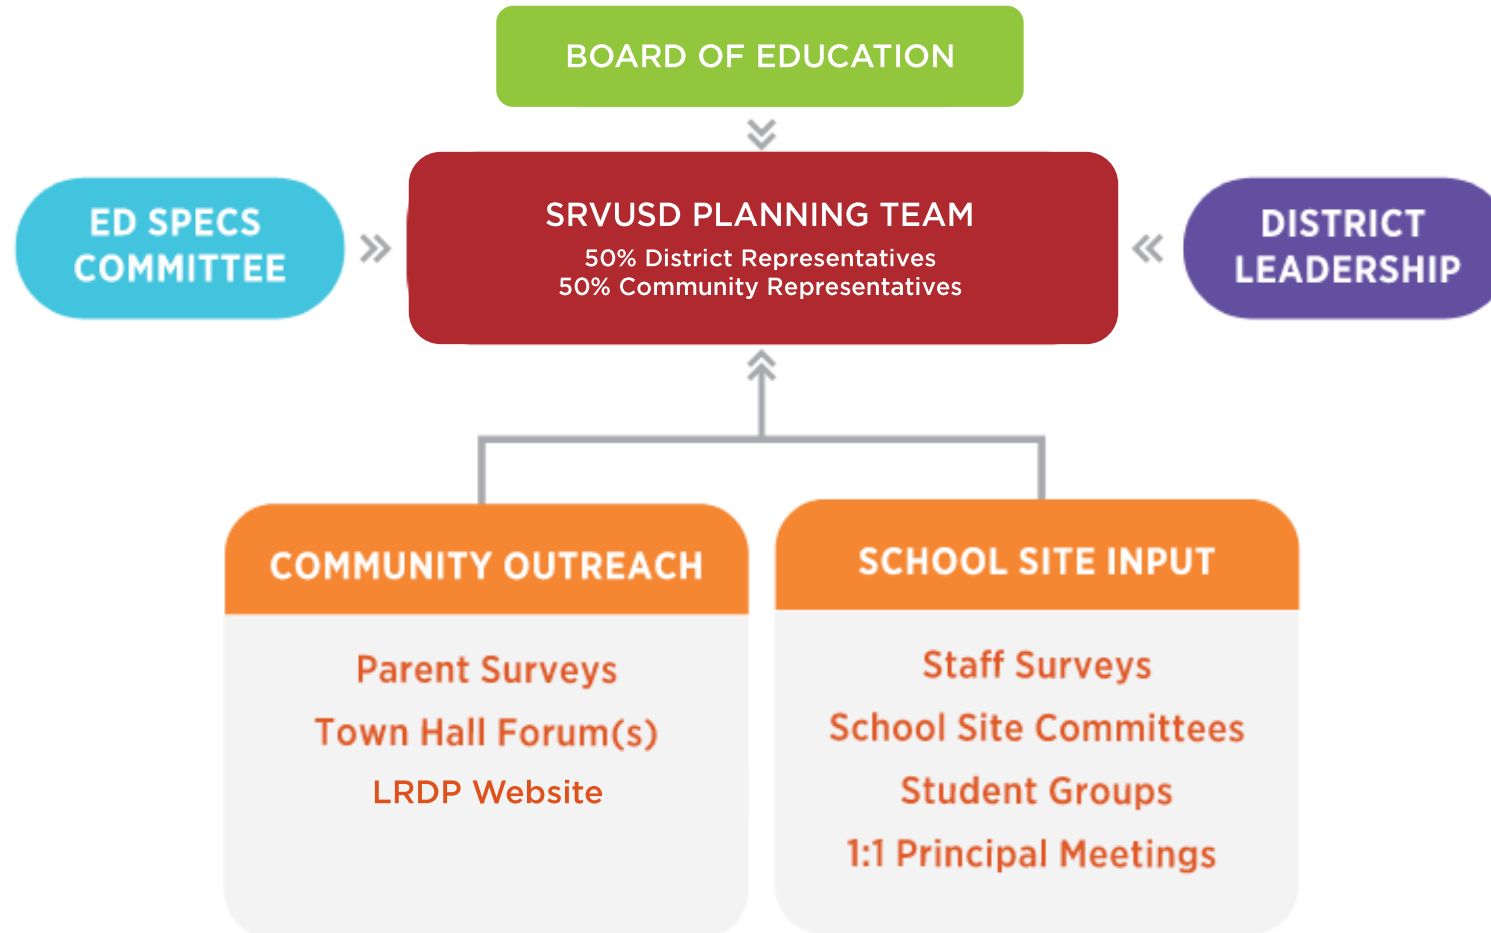 BOARD OF EDUCATION
ED SPECS
COMMITTEE
SRVUSD PLANNING TEAM
50% District Representatives
50% Community Representatives
DISTRICT
LEADERSHIP
COMMUNITY OUTREACH
Parent Surveys
Town Hall Forum(s)
LRDP Website
SCHOOL SITE INPUT
Staff Surveys
School Site Committees
Student Groups
1:1 Principal Meetings